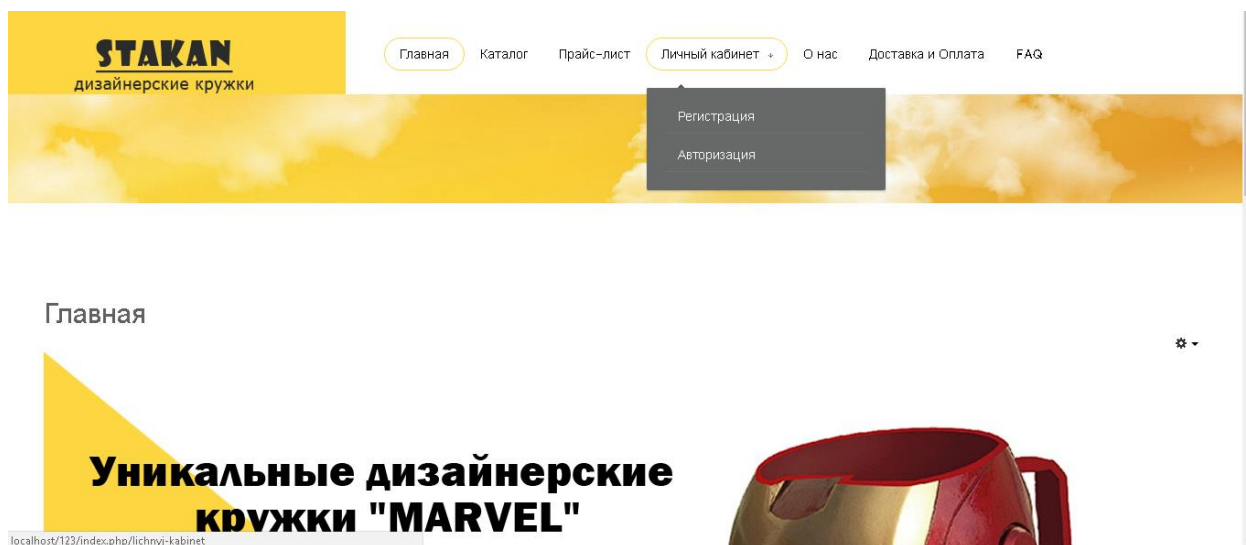 STAKAN
дизайнерские кружки
Главная Каталог Прайс-лист Личный кабинет О нас Доставка и Оплата FAQ
Регистрация
Авторизация
Главная
Уникальные дизайнерские
кружки "MARVEL"
localhost/123/index.php/lichnyj-kabinet